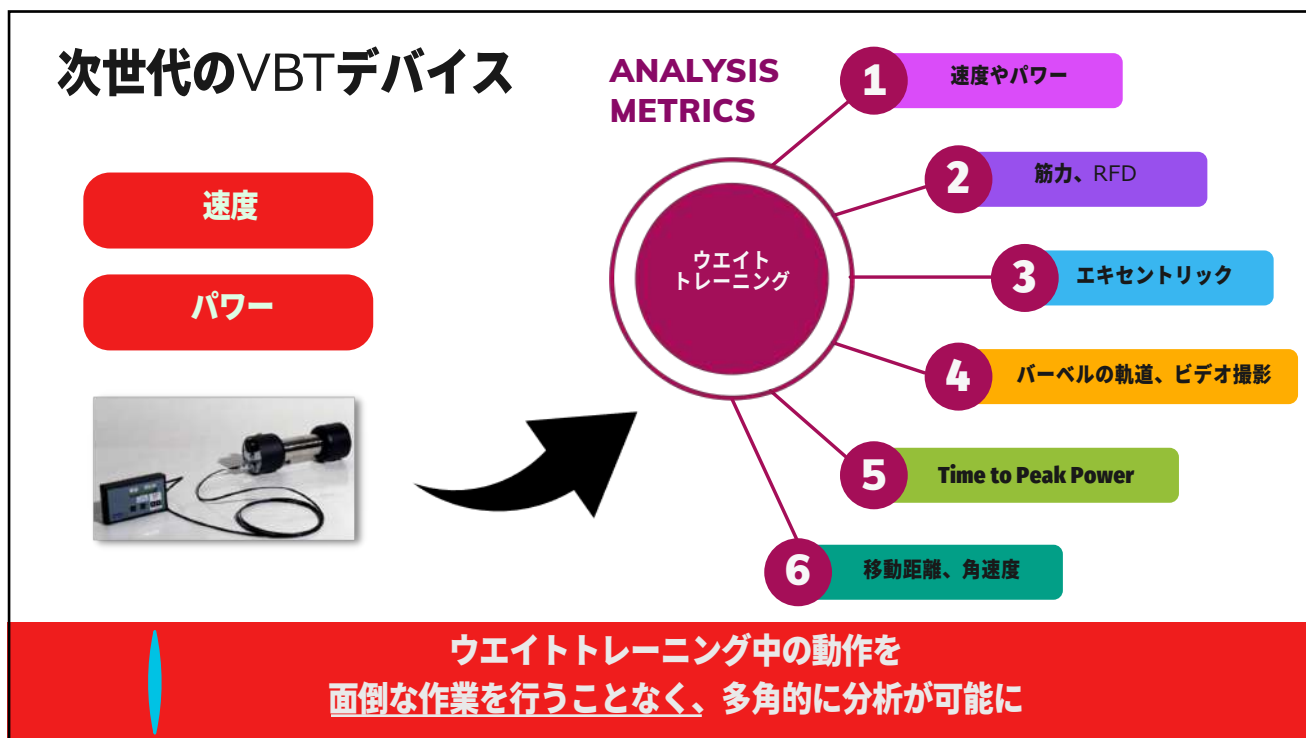 次世代のVBTデバイス
速度
パワー
ANALYSIS
METRICS
ウエイト
トレーニング
1
速度やパワー
2
筋力、RFD
3
エキセントリック
4
バーベルの軌道、ビデオ撮影
5
Time to Peak Power
6
移動距離、角速度
ウエイトトレーニング中の動作を
面倒な作業を行うことなく、多角的に分析が可能に